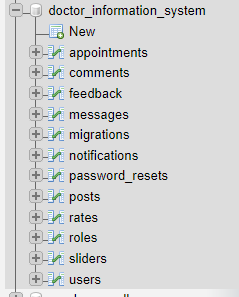 doctor_information_system
New
appointments
comments
feedback
messages
migrations
notifications
password_resets
posts
rates
roles
sliders
users